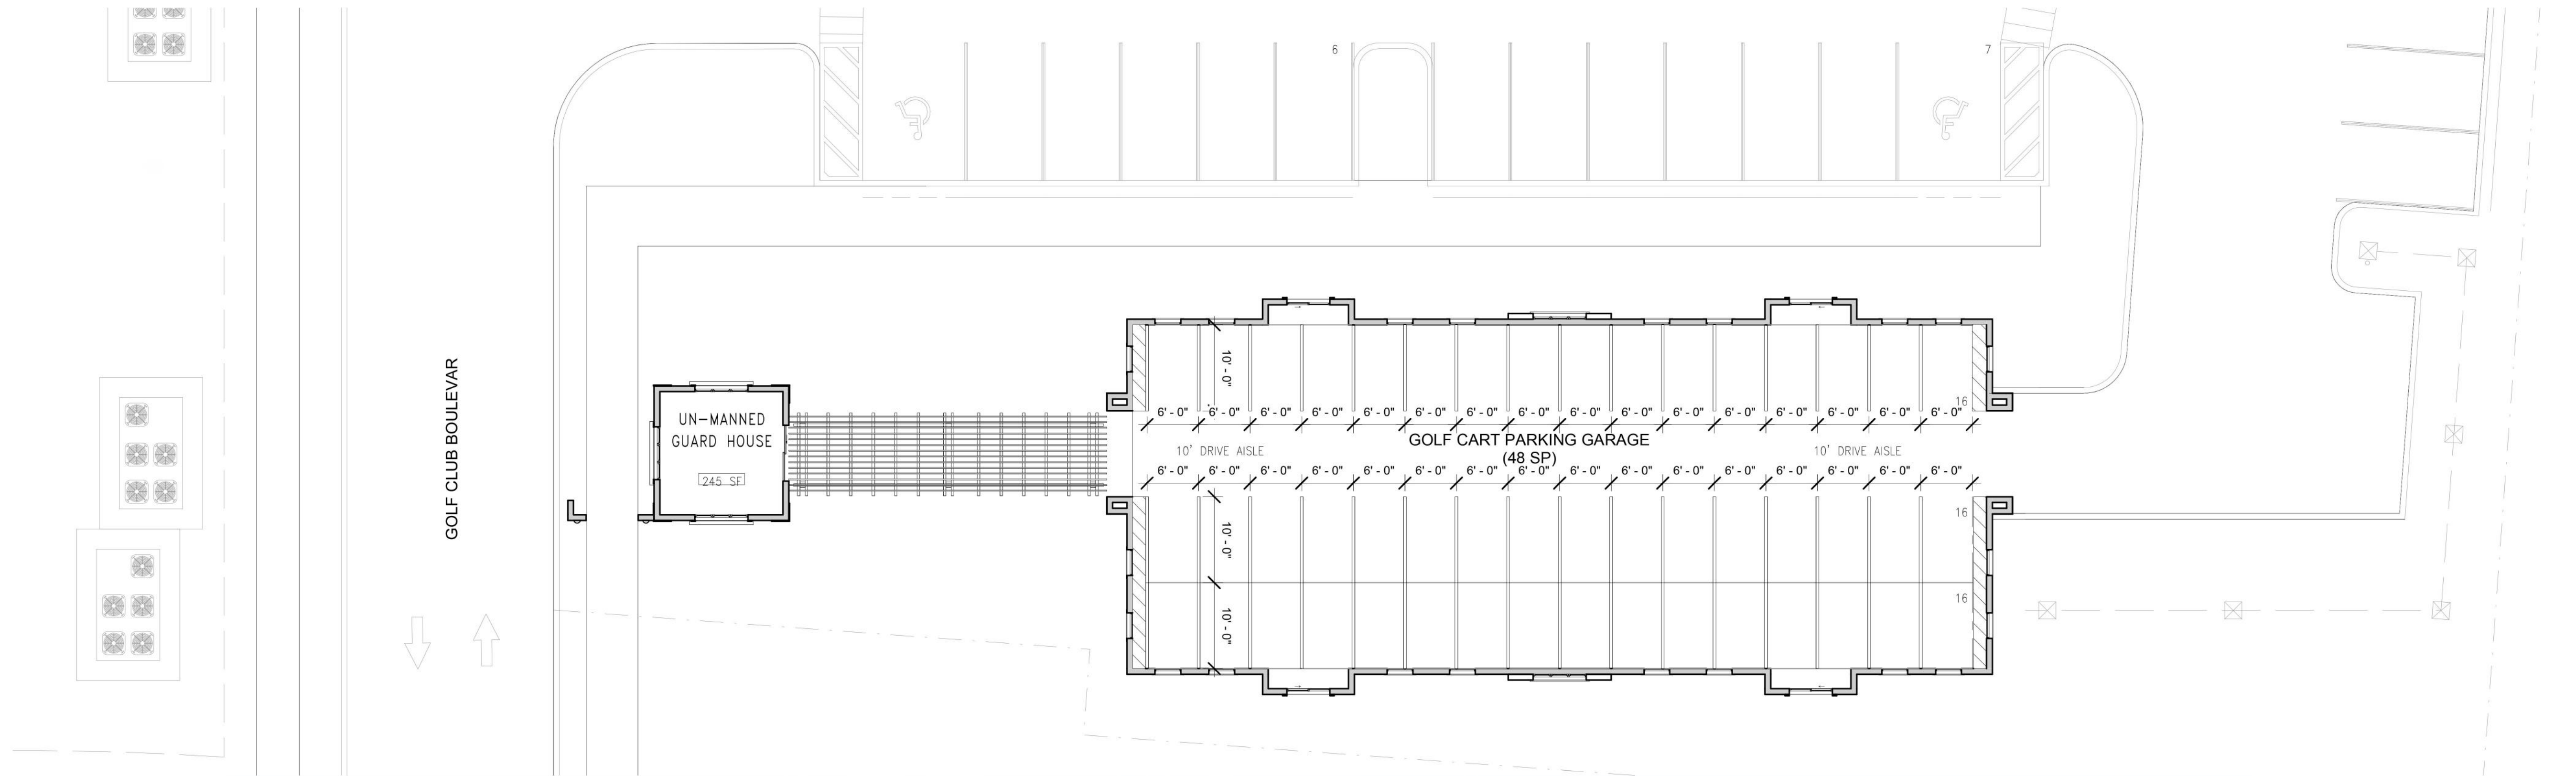 6
7
GOLF CLUB BOULEVAR
UN-MANNED
GUARD HOUSE
245 SF
10' - 0"
16
6' - 0" 6' - 0" 6' - 0" 6' - 0" 6' - 0" 6' - 0" 6' - 0" 6' - 0" 6' - 0" 6' - 0" 6' - 0" 6' - 0" 6' - 0" 6' - 0" 6' - 0" 6' - 0"
GOLF CART PARKING GARAGE
(48 SP)
10' DRIVE AISLE
10' DRIVE AISLE
6' - 0" 6' - 0" 6' - 0" 6' - 0" 6' - 0" 6' - 0" 6' - 0" 6' - 0" 6' - 0" 6' - 0" 6' - 0" 6' - 0" 6' - 0" 6' - 0" 6' - 0" 6' - 0"
16
10' - 0"
16
10' - 0"